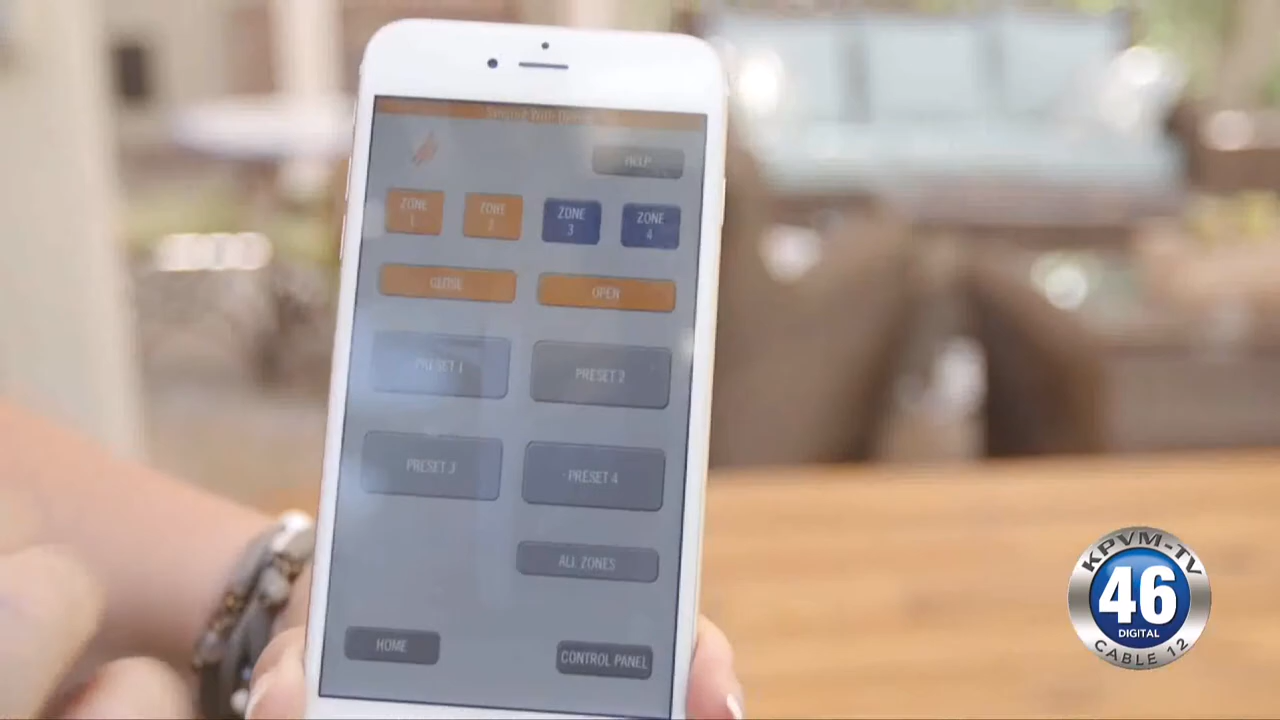 HELP
ZONE 1
ZONE 2
ZONE 3
ZONE 4
CLOSE
OPEN
PRESET 1
PRESET 2
PRESET 3
PRESET 4
ALL ZONES
HOME
CONTROL PANEL
KPVM-TV
46
DIGITAL
CABLE 12